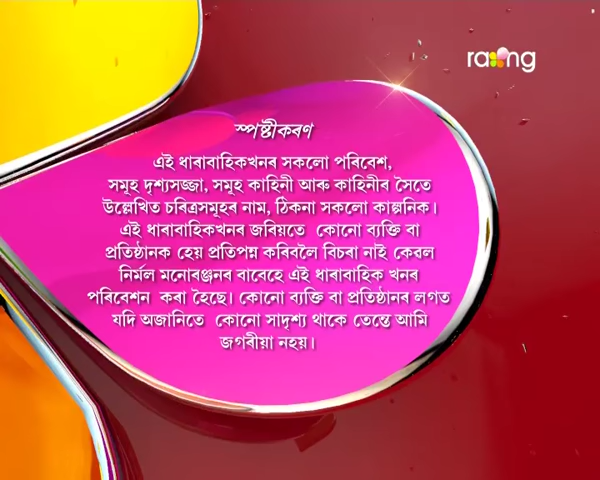 raong
স্পষ্টীকৰণ
এই ধাৰাবাহিকখনৰ সকলো পৰিবেশ,
সমূহ দৃশ্যসজ্জা, সমূহ কাহিনী আৰু কাহিনীৰ সৈতে
উল্লেখিত চৰিত্ৰসমূহৰ নাম, ঠিকনা সকলো কাল্পনিক।
এই ধাৰাবাহিকখনৰ জৰিয়তে কোনো ব্যক্তি বা
প্ৰতিষ্ঠানক হেয় প্ৰতিপন্ন কৰিবলৈ বিচৰা নাই কেৱল
নিৰ্মল মনোৰঞ্জনৰ বাবেহে এই ধাৰাবাহিক খনৰ
পৰিবেশন কৰা হৈছে। কোনো ব্যক্তি বা প্ৰতিষ্ঠানৰ লগত
যদি অজানিতে কোনো সাদৃশ্য থাকে তেন্তে আমি
জগৰীয়া নহয়।